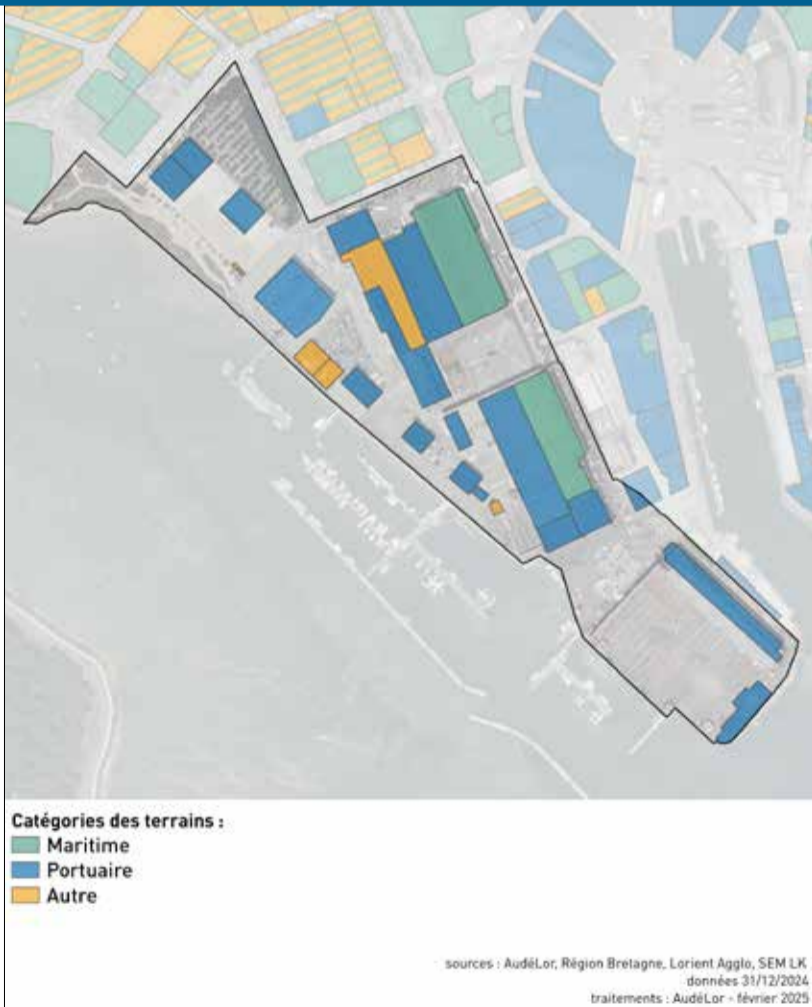 Catégories des terrains :
Maritime
Portuaire
Autre
sources : AudéLor, Région Bretagne, Lorient Agglo, SEM LK
données 31/12/2024
traitements : AudéLor - février 2025